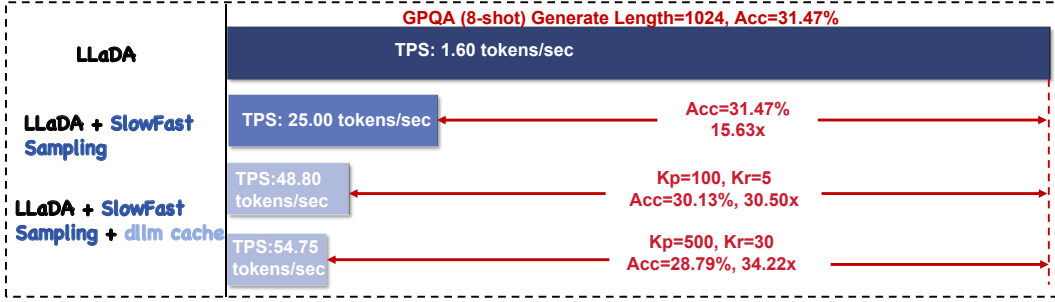 GPQA (8-shot) Generate Length=1024, Acc=31.47%
LLaDA
TPS: 1.60 tokens/sec
LLaDA + SlowFast
Sampling
TPS: 25.00 tokens/sec
Acc=31.47%
15.63x
LLaDA + SlowFast
Sampling + dllm cache
TPS:48.80
tokens/sec
Kp=100, Kr=5
Acc=30.13%, 30.50x
TPS:54.75
tokens/sec
Kp=500, Kr=30
Acc=28.79%, 34.22x